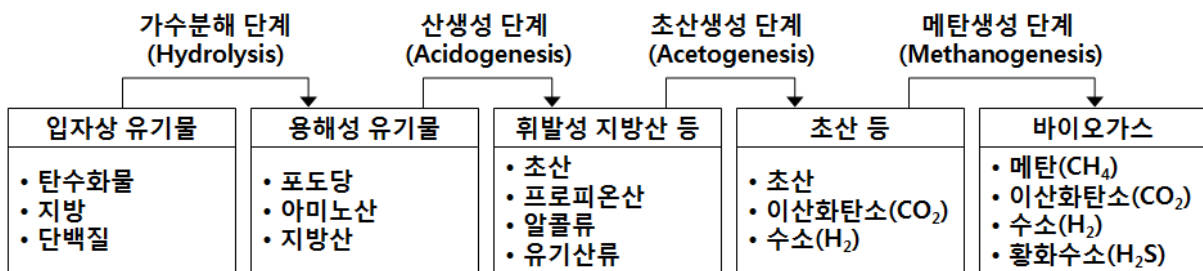 가수분해 단계
(Hydrolysis)
산생성 단계
(Acidogenesis)
초산생성 단계
(Acetogenesis)
메탄생성 단계
(Methanogenesis)
입자상 유기물
• 탄수화물
• 지방
• 단백질
용해성 유기물
• 포도당
• 아미노산
• 지방산
휘발성 지방산 등
• 초산
• 프로피온산
• 알콜류
• 유기산류
초산 등
• 초산
• 이산화탄소(CO₂)
• 수소(H₂)
바이오가스
• 메탄(CH₄)
• 이산화탄소(CO₂)
• 수소(H₂)
• 황화수소(H₂S)